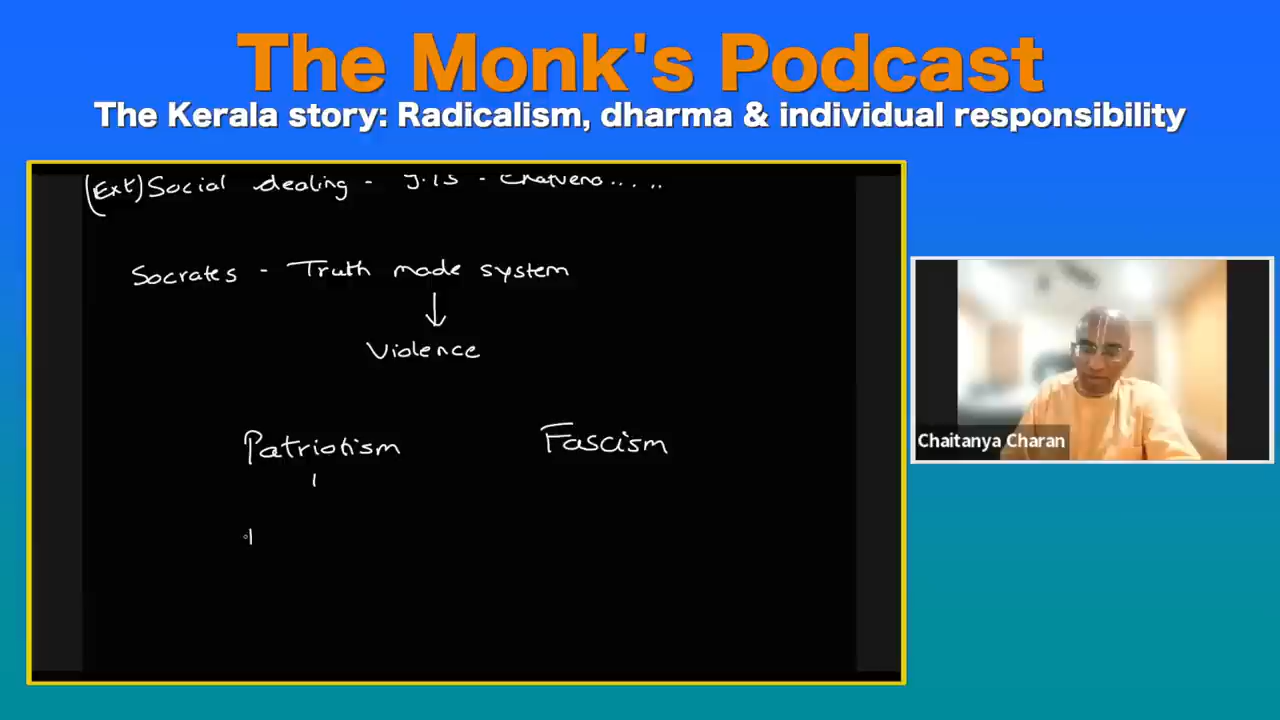 The Monk's Podcast
The Kerala story: Radicalism, dharma & individual responsibility
(Ext) Social dealing -
Socrates - Truth made system
↓
Violence
Patriotism Fascism
Chaitanya Charan